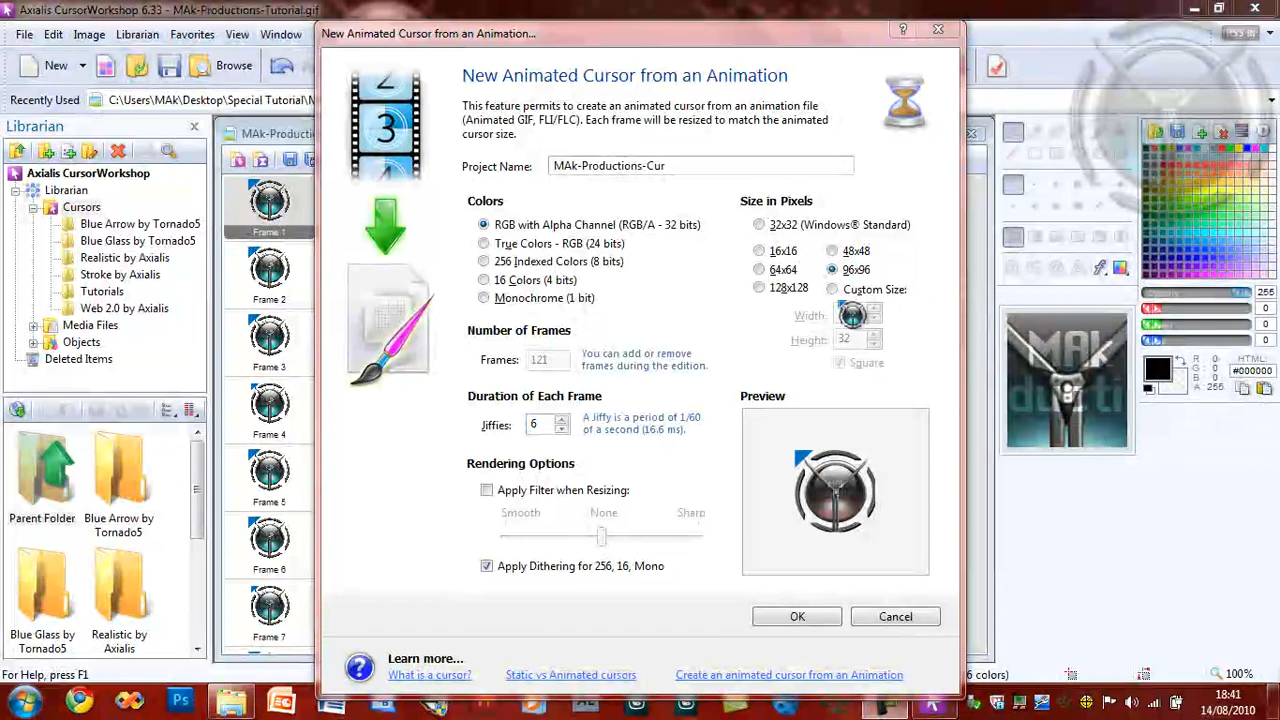 Axialis CursorWorkshop 6.33 - MAk-Productions-Tutorial.gif
File Edit Image Librarian Favorites View Window
New Browse
Recently Used C:\Users\MAk\Desktop\Special Tutorial\M
Librarian
Axialis CursorWorkshop
Librarian
Cursors
Blue Arrow by Tornado5
Blue Glass by Tornado5
Realistic by Axialis
Stroke by Axialis
Tutorials
Web 2.0 by Axialis
Media Files
Objects
Deleted Items
Parent Folder
Blue Arrow by Tornado5
Blue Glass by Tornado5
Realistic by Axialis
For Help, press F1
MAk-Producti
Frame 1
Frame 2
Frame 3
Frame 4
Frame 5
Frame 6
Frame 7
New Animated Cursor from an Animation...
New Animated Cursor from an Animation
This feature permits to create an animated cursor from an animation file
(Animated GIF, FLI/FLC). Each frame will be resized to match the animated
cursor size.
2
3
Project Name: MAk-Productions-Cur
Colors
RGB with Alpha Channel (RGB/A - 32 bits)
True Colors - RGB (24 bits)
256 Indexed Colors (8 bits)
16 Colors (4 bits)
Monochrome (1 bit)
Number of Frames
Frames: 121 You can add or remove
frames during the edition.
Duration of Each Frame
Jiffies: 6 A Jiffy is a period of 1/60
of a second (16.6 ms).
Rendering Options
Apply Filter when Resizing:
Smooth None Sharp
Apply Dithering for 256, 16, Mono
Size in Pixels
32x32 (Windows® Standard)
16x16 48x48
64x64 96x96
128x128 Custom Size:
Width:
Height: 32
Square
Preview
OK Cancel
Learn more...
What is a cursor? Static vs Animated cursors Create an animated cursor from an Animation
255
R: 0
G: 0
B: 0
A: 255
HTML:
#000000
MAk
ducti
6 colors) 100%
Ps
18:41
14/08/2010